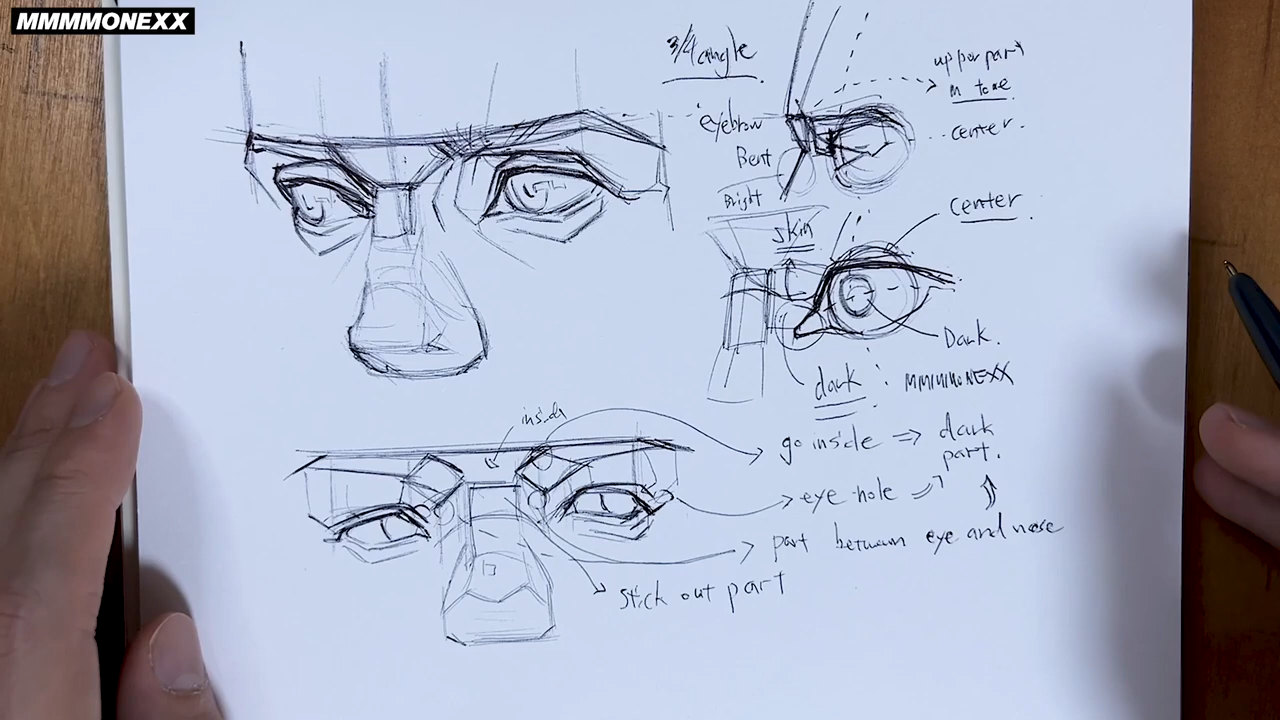 MMMMONEXX
3/4 angle
upper part
in tone
eyebrow
Bent
center.
Bright
center
skin
Dark.
dark : MMMMONEXX
inside
go inside ⇒ dark
part.
eye hole ⇒
part between eye and nose
stick out part